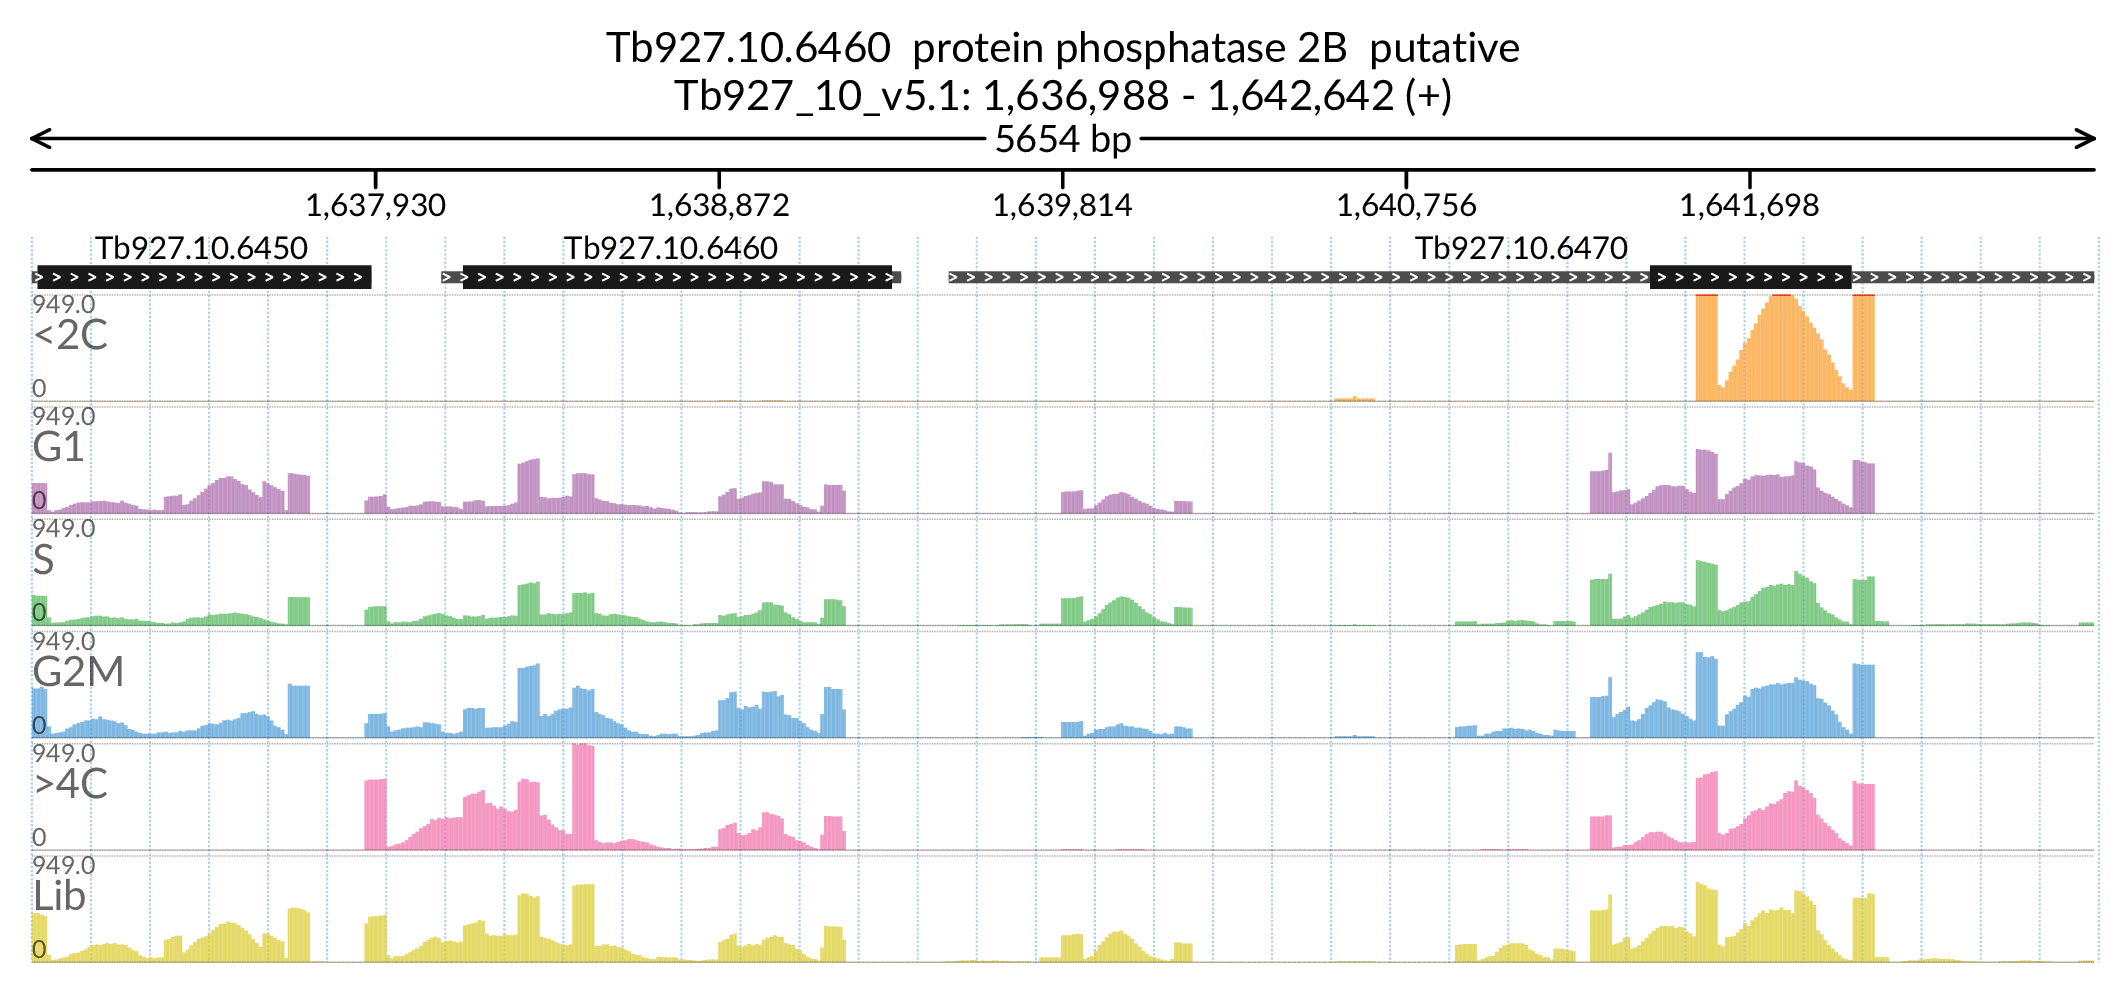 Tb927.10.6460  protein phosphatase 2B  putative
Tb927_10_v5.1: 1,636,988 - 1,642,642 (+)
5654 bp
1,637,930 1,638,872 1,639,814 1,640,756 1,641,698
Tb927.10.6450 Tb927.10.6460 Tb927.10.6470
949.0
<2C
0
949.0
G1
0
949.0
S
0
949.0
G2M
0
949.0
>4C
0
949.0
Lib
0